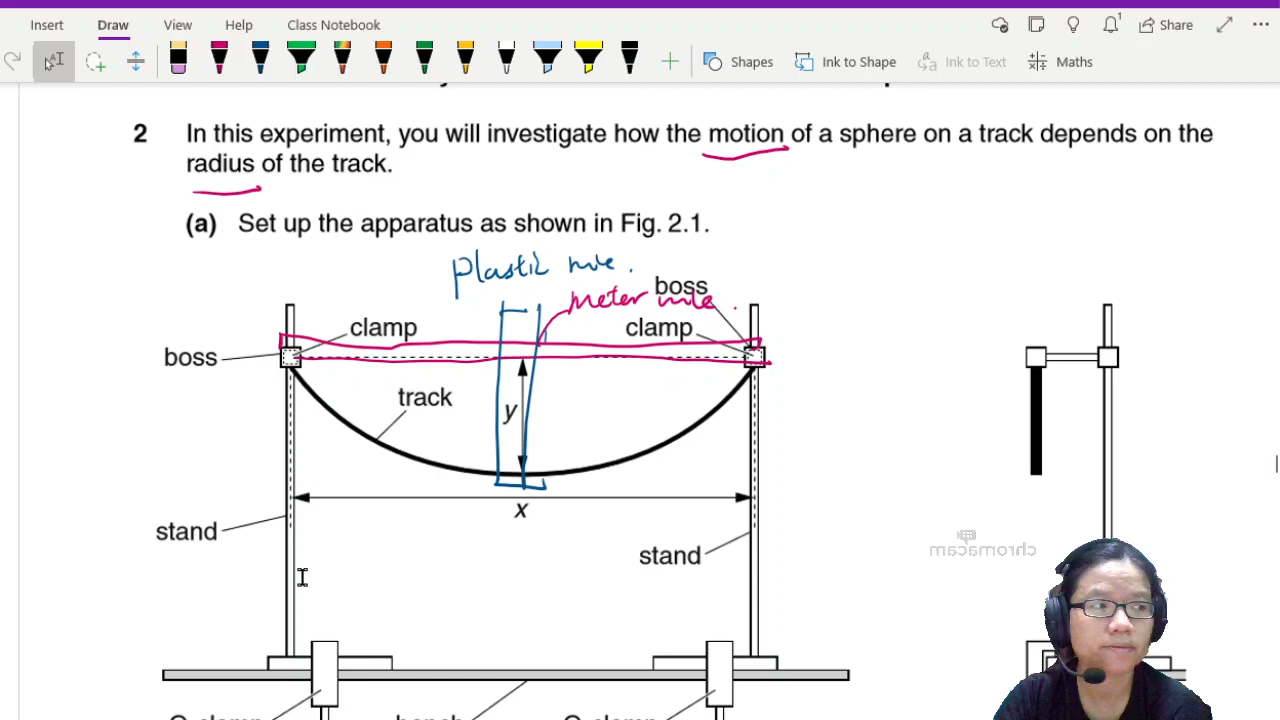 Insert Draw View Help Class Notebook 1 Share
Shapes Ink to Shape Ink to Text Maths
2 In this experiment, you will investigate how the motion of a sphere on a track depends on the
radius of the track.
(a) Set up the apparatus as shown in Fig. 2.1.
plastic rule.
boss
meter rule.
clamp clamp
boss
track
y
x
stand
stand
chromacam